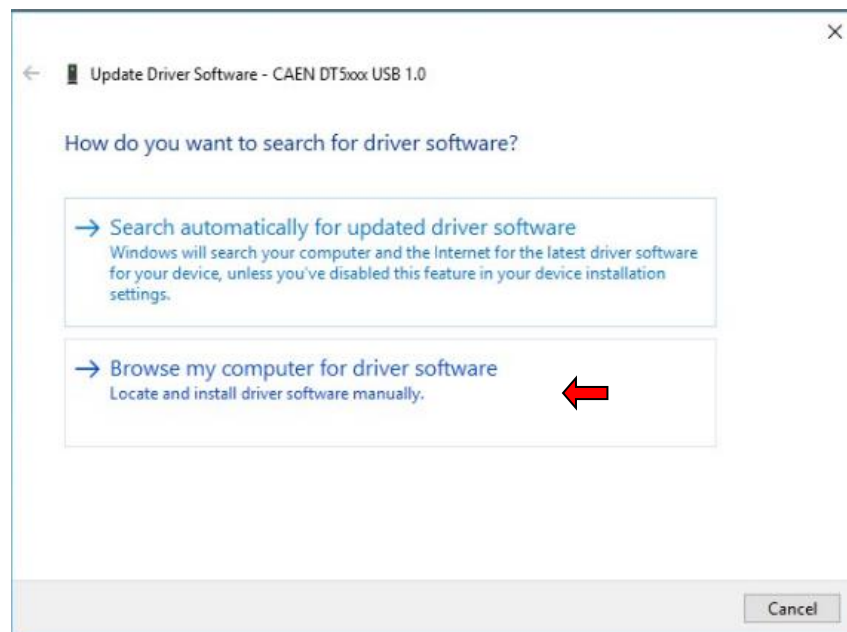 Update Driver Software - CAEN DT5xxx USB 1.0
How do you want to search for driver software?
Search automatically for updated driver software
Windows will search your computer and the Internet for the latest driver software
for your device, unless you've disabled this feature in your device installation
settings.
Browse my computer for driver software
Locate and install driver software manually.
Cancel